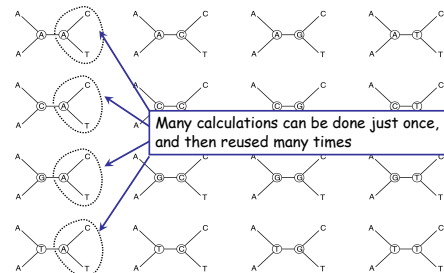 A C A C A C A C
A A A C A G A T
A T A T A T A T
A C A C A C A C
C A C C C G C T
A T A
Many calculations can be done just once,
and then reused many times
A C
G A G C G G G T
A T A T A T A T
A C A C A C A C
T A T C T G T T
A T A T A T A T